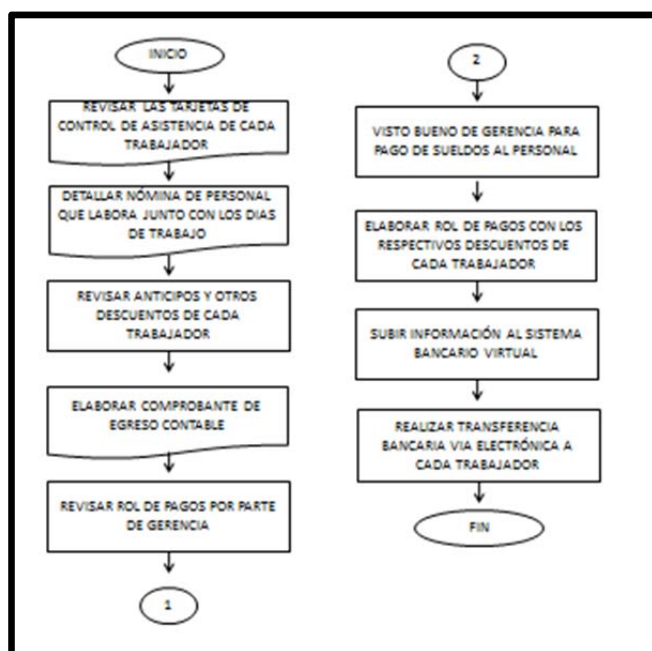 INICIO
REVISAR LAS TARJETAS DE
CONTROL DE ASISTENCIA DE CADA
TRABAJADOR
DETALLAR NÓMINA DE PERSONAL
QUE LABORA JUNTO CON LOS DIAS
DE TRABAJO
REVISAR ANTICIPOS Y OTROS
DESCUENTOS DE CADA
TRABAJADOR
ELABORAR COMPROBANTE DE
EGRESO CONTABLE
REVISAR ROL DE PAGOS POR PARTE
DE GERENCIA
1
2
VISTO BUENO DE GERENCIA PARA
PAGO DE SUELDOS AL PERSONAL
ELABORAR ROL DE PAGOS CON LOS
RESPECTIVOS DESCUENTOS DE
CADA TRABAJADOR
SUBIR INFORMACIÓN AL SISTEMA
BANCARIO VIRTUAL
REALIZAR TRANSFERENCIA
BANCARIA VIA ELECTRÓNICA A
CADA TRABAJADOR
FIN